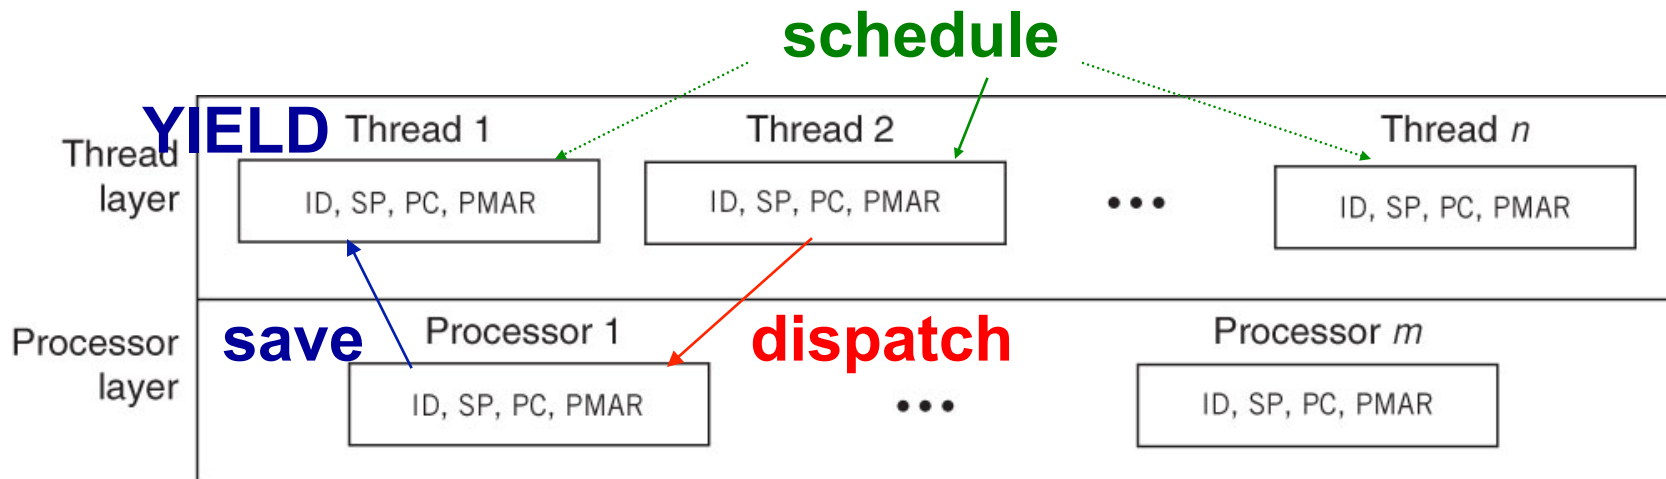 schedule
YIELD Thread 1 Thread 2 Thread n
Thread
layer
ID, SP, PC, PMAR ID, SP, PC, PMAR ••• ID, SP, PC, PMAR
save Processor 1 dispatch Processor m
Processor
layer
ID, SP, PC, PMAR ••• ID, SP, PC, PMAR